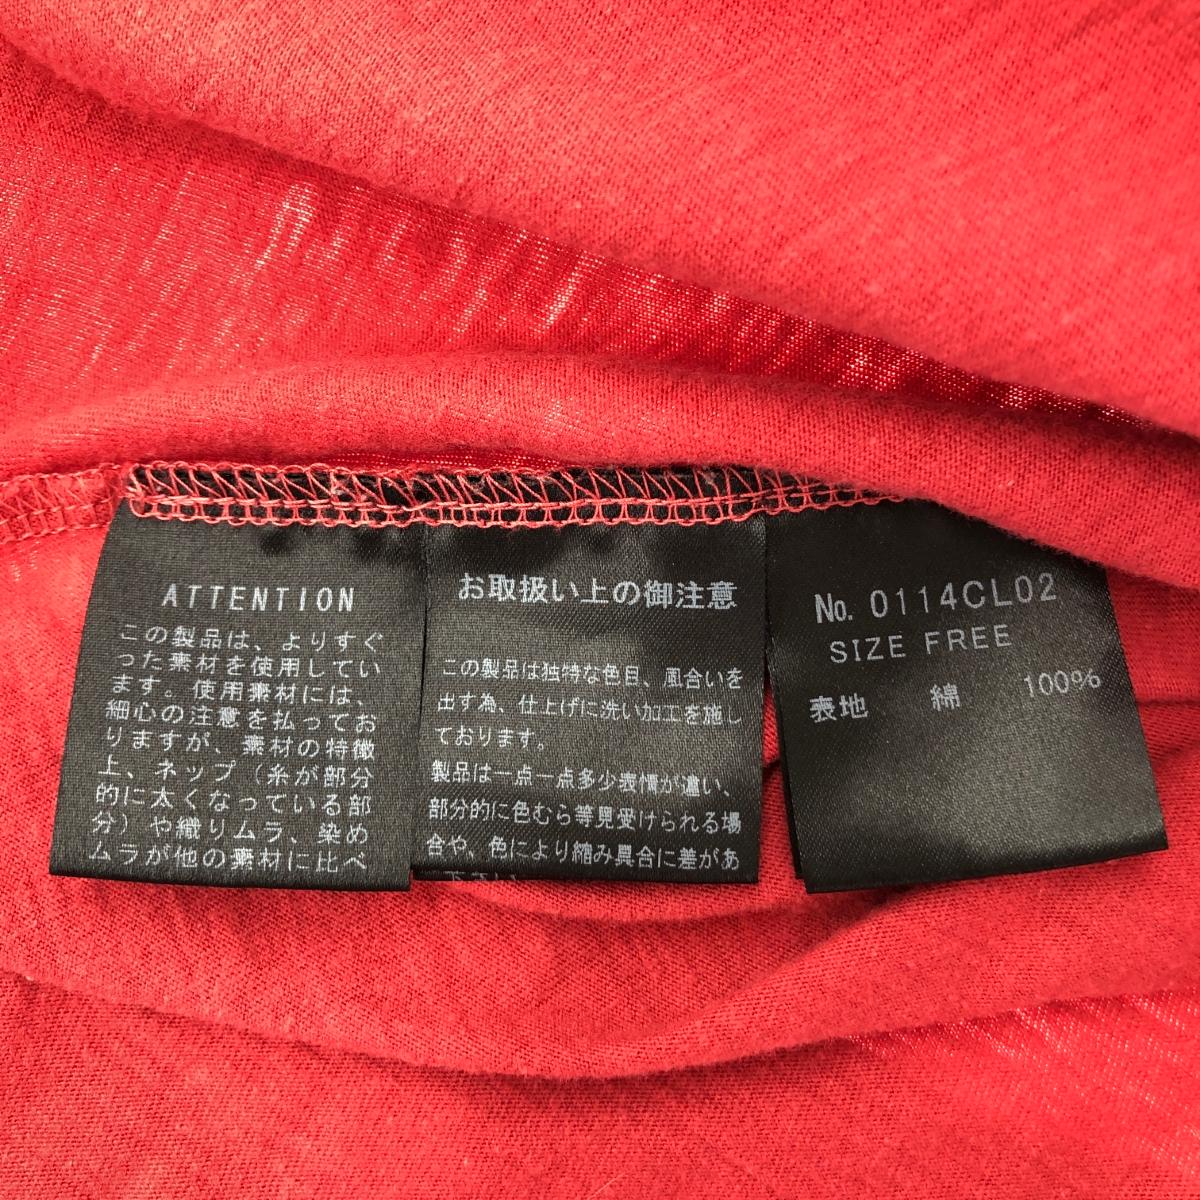 ATTENTION
この製品は、よりすぐ
った素材を使用してい
ます。使用素材には、
細心の注意を払ってお
りますが、素材の特徴
上、ネップ(糸が部分
的に太くなっている部
分)や織りムラ、染め
ムラが他の素材に比べ
お取扱い上の御注意
この製品は独特な色目、風合いを
出す為、仕上げに洗い加工を施し
ております。
製品は一点一点多少表情が違い、
部分的に色むら等見受けられる場
合や、色により縮み具合に差があ
下さい
No. 0114CL02
SIZE FREE
表地 綿 100%